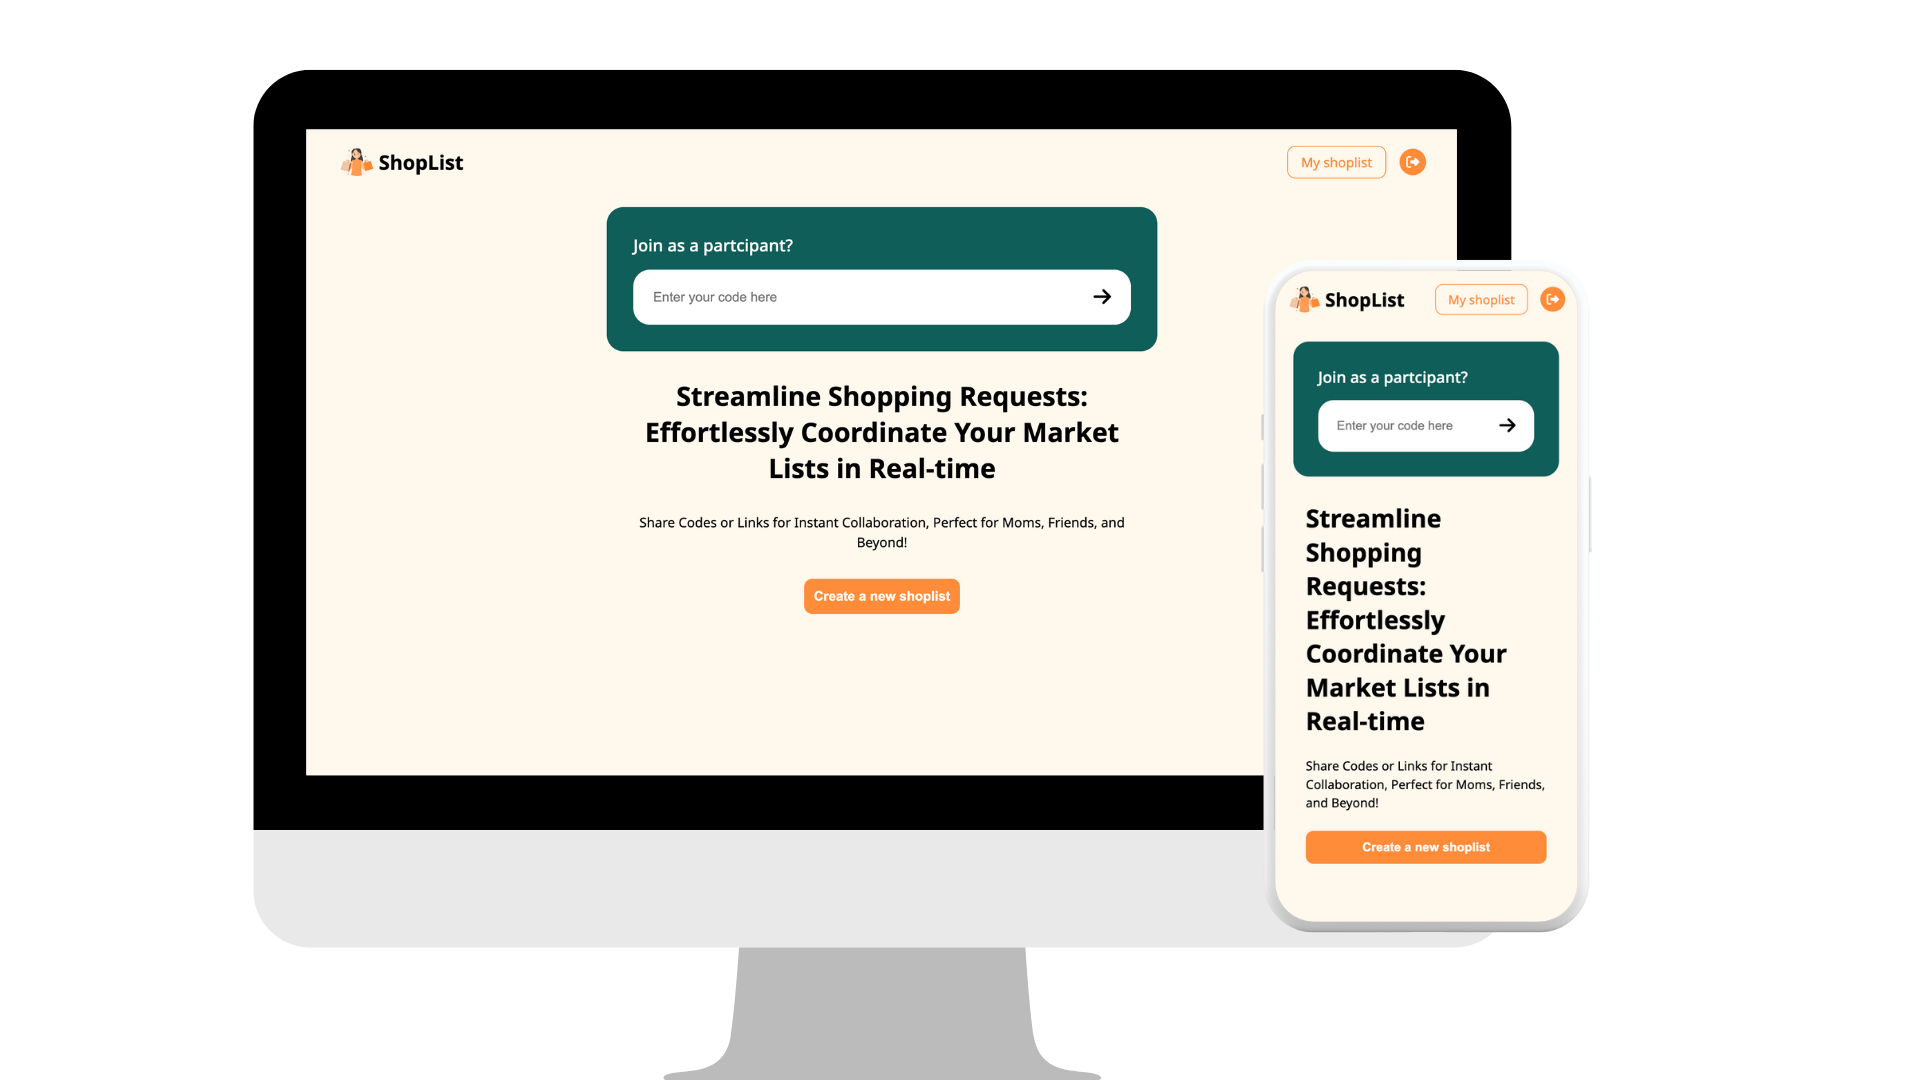 ShopList
My shoplist
Join as a partcipant?
Enter your code here
Streamline Shopping Requests:
Effortlessly Coordinate Your Market
Lists in Real-time
Share Codes or Links for Instant Collaboration, Perfect for Moms, Friends, and
Beyond!
Create a new shoplist
ShopList
My shoplist
Join as a partcipant?
Enter your code here
Streamline
Shopping
Requests:
Effortlessly
Coordinate Your
Market Lists in
Real-time
Share Codes or Links for Instant
Collaboration, Perfect for Moms, Friends,
and Beyond!
Create a new shoplist